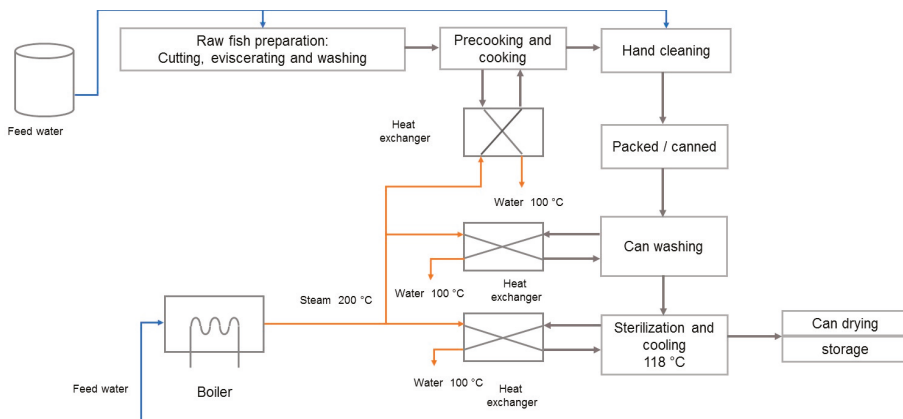 Raw fish preparation:
Cutting, eviscerating and washing
Precooking and
cooking
Hand cleaning
Feed water
Heat
exchanger
Packed / canned
Water 100 °C
Can washing
Water 100 °C
Heat
exchanger
Steam 200 °C
Sterilization and
cooling
118 °C
Can drying
storage
Water 100 °C
Heat
exchanger
Feed water
Boiler